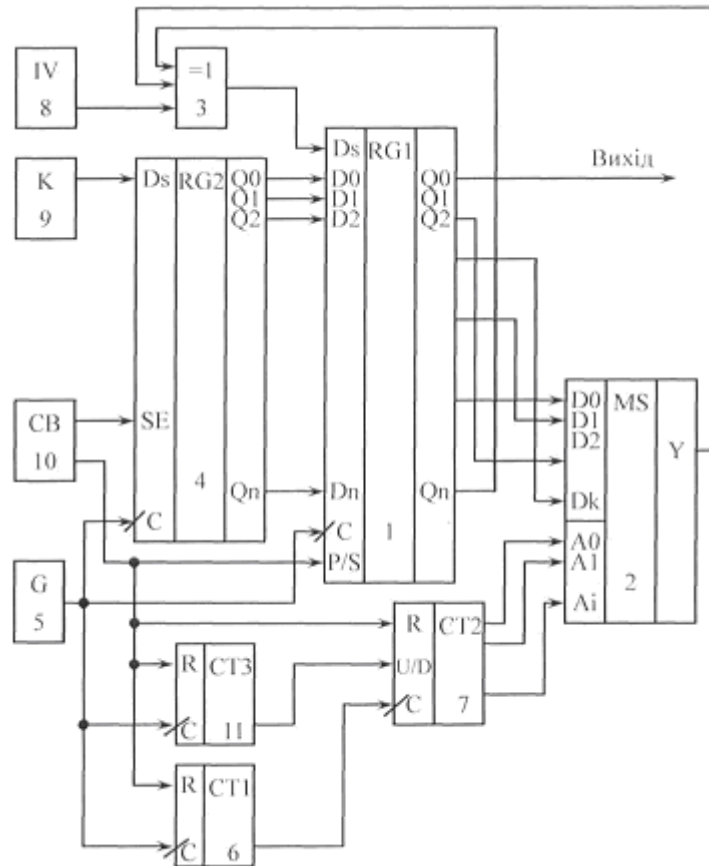 IV
8
=1
3
K
9
Ds
RG2
Q0
Q1
Q2
SE
4
Qn
C
Ds
RG1
Q0
D0
Q1
D1
Q2
D2
Dn
Qn
C
1
P/S
Вихід
СВ
10
G
5
D0
MS
D1
D2
Y
Dk
A0
A1
2
Ai
R
CT2
U/D
C
7
R
CT3
C
11
R
CT1
C
6